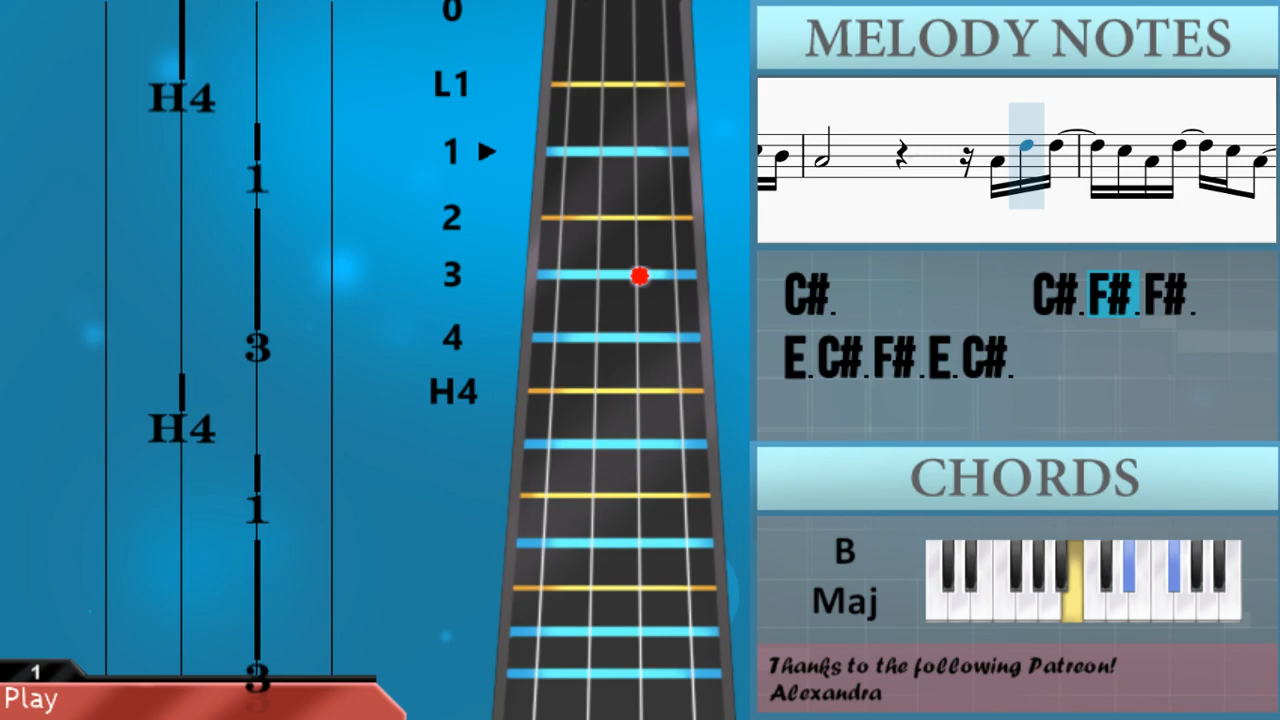 0
H4
L1
1
1
2
3
3
4
H4
H4
1
3
1
Play
MELODY NOTES
C#. C#.F#.F#.
E.C#.F#.E.C#.
CHORDS
B
Maj
Thanks to the following Patreon!
Alexandra